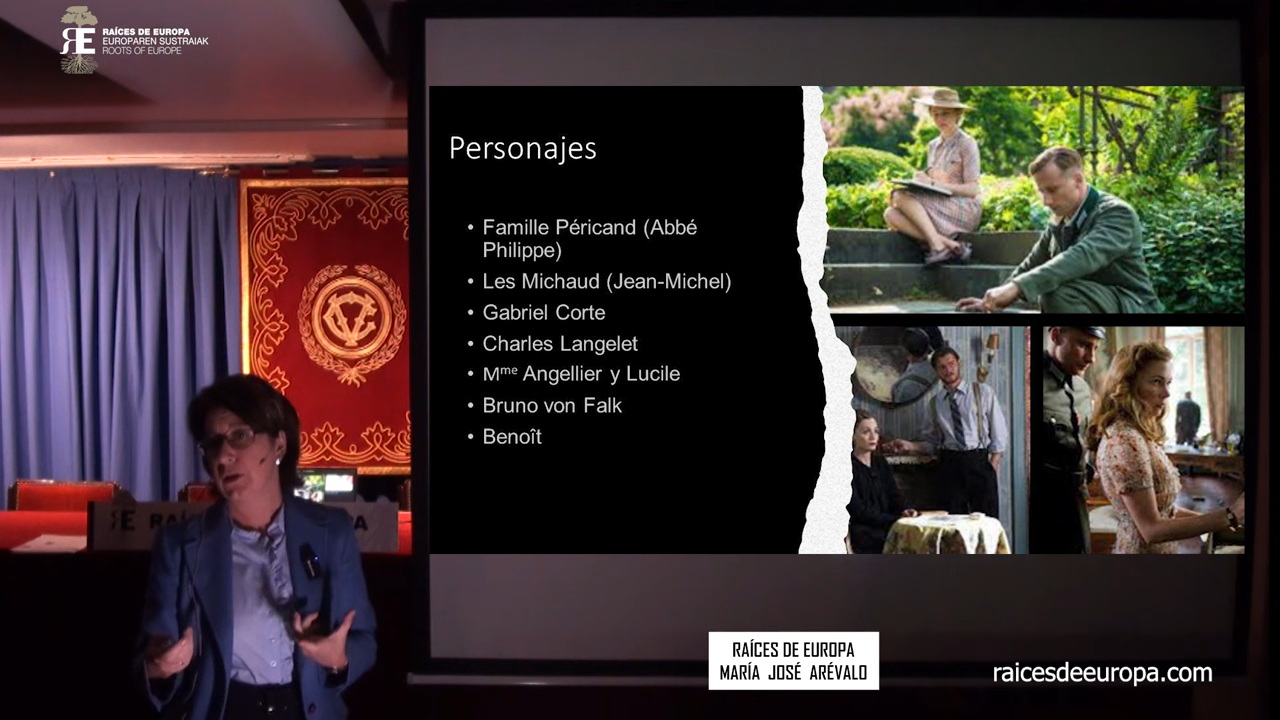 RAÍCES DE EUROPA
EUROPAREN SUSTRAIAK
ROOTS OF EUROPE
Personajes
• Famille Péricand (Abbé
Philippe)
• Les Michaud (Jean-Michel)
• Gabriel Corte
• Charles Langelet
• Mᵐᵉ Angellier y Lucile
• Bruno von Falk
• Benoît
RAÍCES DE EUROPA
MARÍA JOSÉ ARÉVALO
raicesdeeuropa.com